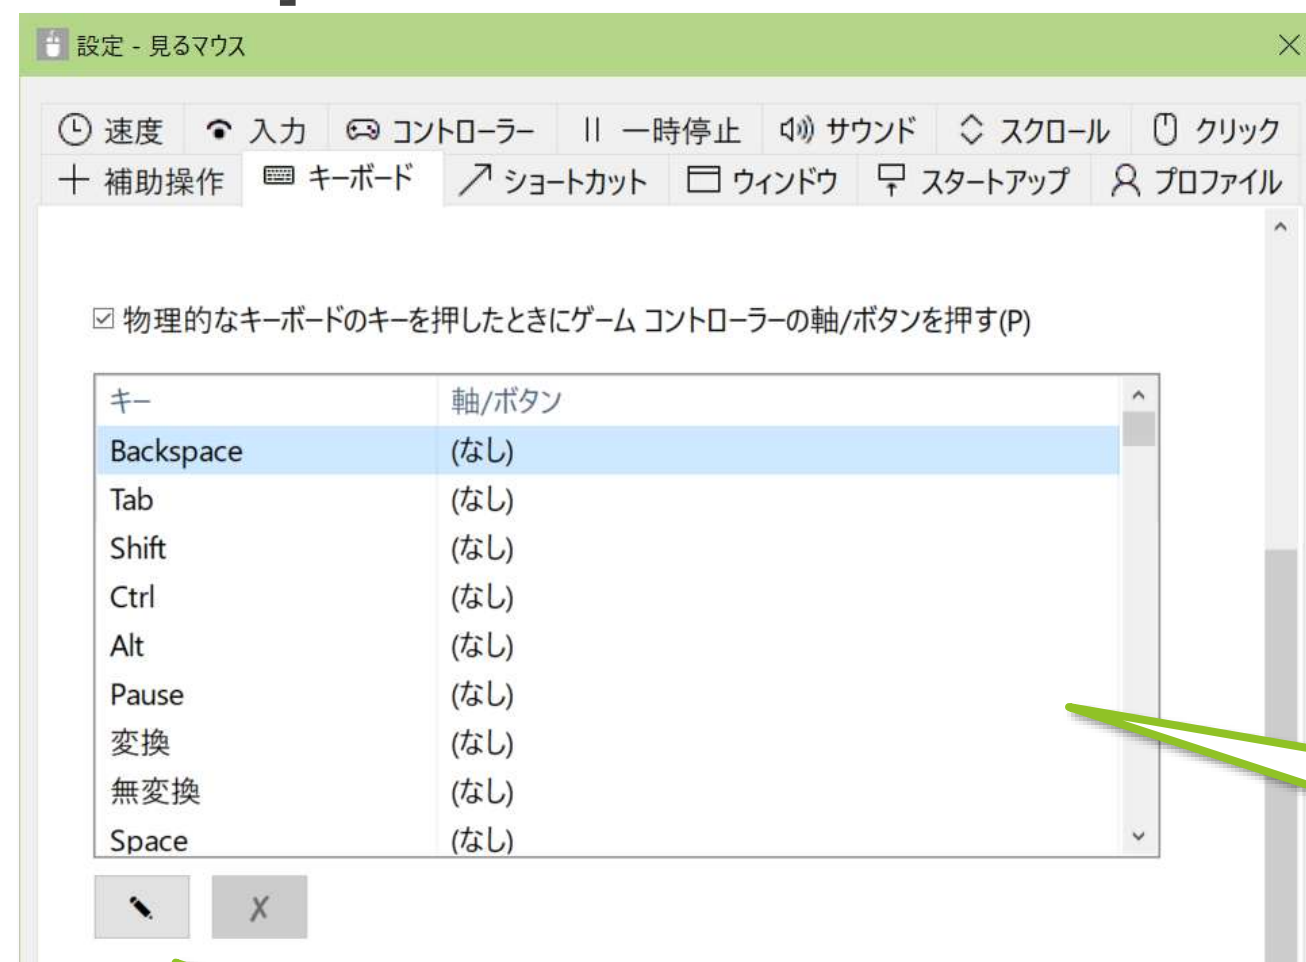 設定 - 見るマウス
速度 入力 コントローラー 一時停止 サウンド スクロール クリック
補助操作 キーボード ショートカット ウィンドウ スタートアップ プロファイル
物理的なキーボードのキーを押したときにゲーム コントローラーの軸/ボタンを押す(P)
キー 軸/ボタン
Backspace (なし)
Tab (なし)
Shift (なし)
Ctrl (なし)
Alt (なし)
Pause (なし)
変換 (なし)
無変換 (なし)
Space (なし)